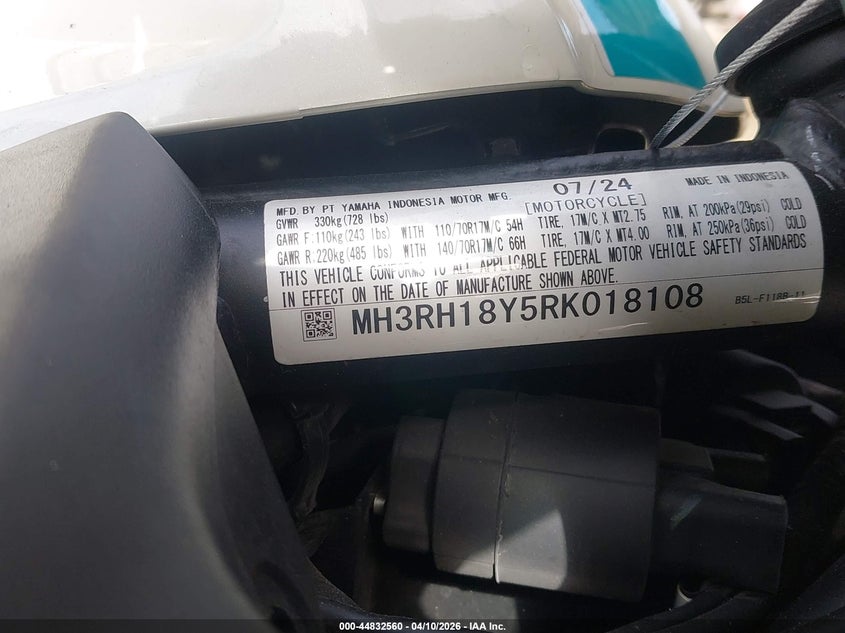 07/24
MADE IN INDONESIA
MFD. BY PT YAMAHA INDONESIA MOTOR MFG.
[MOTORCYCLE]
GVWR 330kg(728 lbs)
GAWR F:110kg(243 lbs) WITH 110/70R17M/C 54H TIRE, 17M/C X MT2.75 RIM, AT 200kPa(29psi) COLD
GAWR R:220kg(485 lbs) WITH 140/70R17M/C 66H TIRE, 17M/C X MT4.00 RIM, AT 250kPa(36psi) COLD
THIS VEHICLE CONFORMS TO ALL APPLICABLE FEDERAL MOTOR VEHICLE SAFETY STANDARDS
IN EFFECT ON THE DATE OF MANUFACTURE SHOWN ABOVE.
MH3RH18Y5RK018108
B5L-F118B-11
000-44832560 - 04/10/2026 - IAA Inc.